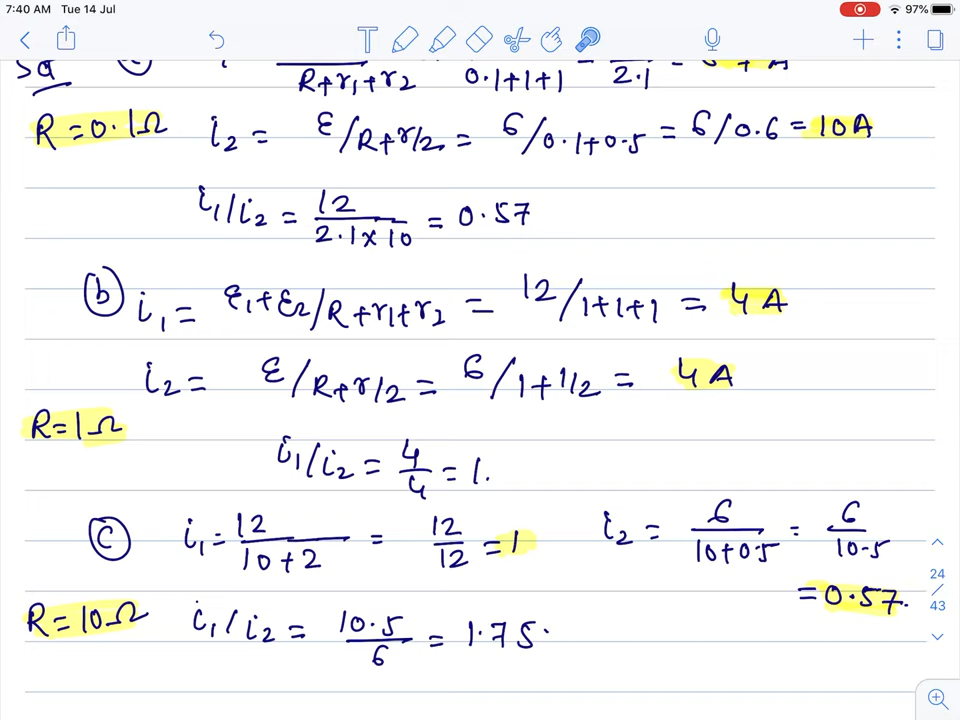 7:40 AM Tue 14 Jul 97%
R+r1+r2 0.1+1+1 = 2.1
R = 0.1Ω i2 = ε/R+r/2 = 6/0.1+0.5 = 6/0.6 = 10A
i1/i2 = 12/2.1×10 = 0.57
(b) i1 = ε1+ε2/R+r1+r2 = 12/1+1+1 = 4A
i2 = ε/R+r/2 = 6/1+1/2 = 4A
R=1Ω
i1/i2 = 4/4 = 1.
(c) i1 = 12/10+2 = 12/12 = 1 i2 = 6/10+0.5 = 6/10.5
= 0.57.
R=10Ω i1/i2 = 10.5/6 = 1.75.
24
/
43